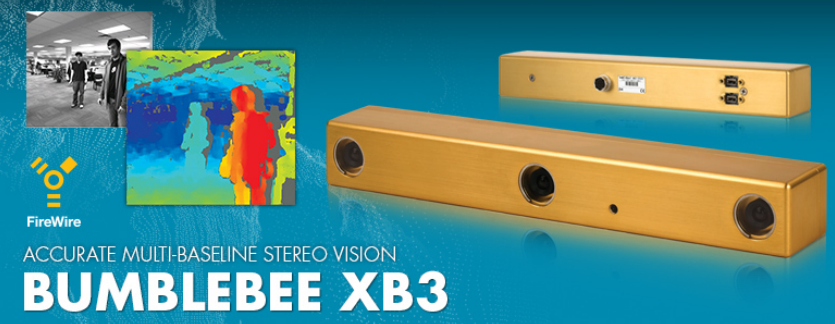 FireWire
ACCURATE MULTI-BASELINE STEREO VISION
BUMBLEBEE XB3